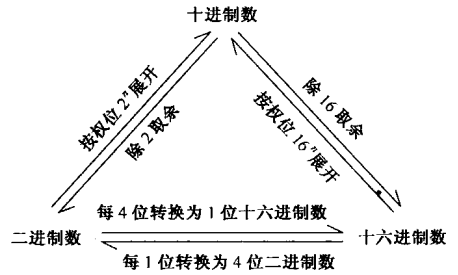 十进制数
按权位2ⁿ展开
除2取余
除16取余
按权位16ⁿ展开
每4位转换为1位十六进制数
二进制数
十六进制数
每1位转换为4位二进制数